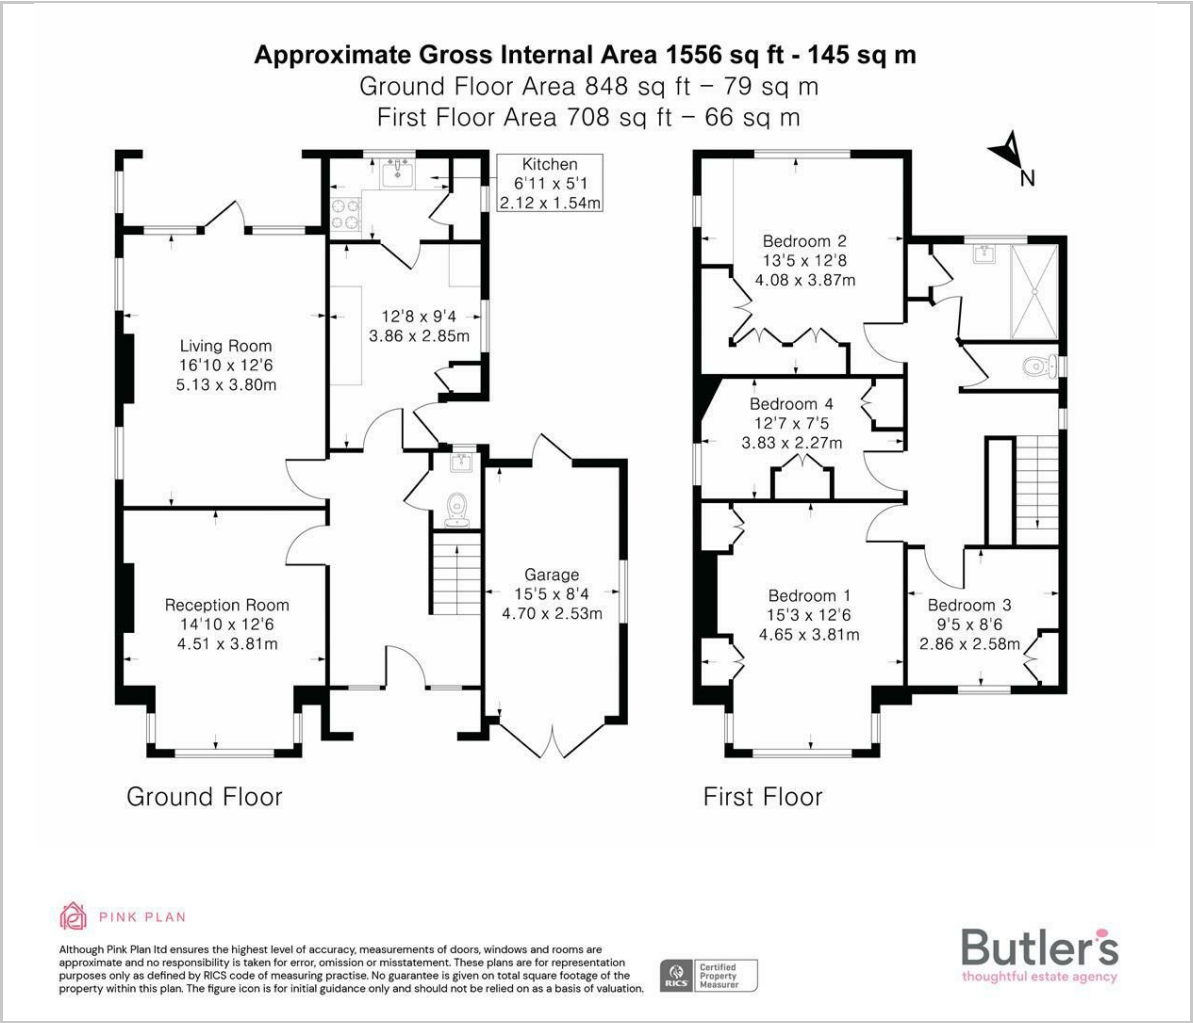 Approximate Gross Internal Area 1556 sq ft - 145 sq m
Ground Floor Area 848 sq ft – 79 sq m
First Floor Area 708 sq ft – 66 sq m
Kitchen
6'11 x 5'1
2.12 x 1.54m
N
12'8 x 9'4
3.86 x 2.85m
Living Room
16'10 x 12'6
5.13 x 3.80m
Reception Room
14'10 x 12'6
4.51 x 3.81m
Garage
15'5 x 8'4
4.70 x 2.53m
Ground Floor
Bedroom 2
13'5 x 12'8
4.08 x 3.87m
Bedroom 4
12'7 x 7'5
3.83 x 2.27m
Bedroom 1
15'3 x 12'6
4.65 x 3.81m
Bedroom 3
9'5 x 8'6
2.86 x 2.58m
First Floor
PINK PLAN
Although Pink Plan ltd ensures the highest level of accuracy, measurements of doors, windows and rooms are
approximate and no responsibility is taken for error, omission or misstatement. These plans are for representation
purposes only as defined by RICS code of measuring practise. No guarantee is given on total square footage of the
property within this plan. The figure icon is for initial guidance only and should not be relied on as a basis of valuation.
RICS
Certified
Property
Measurer
Butler's
thoughtful estate agency